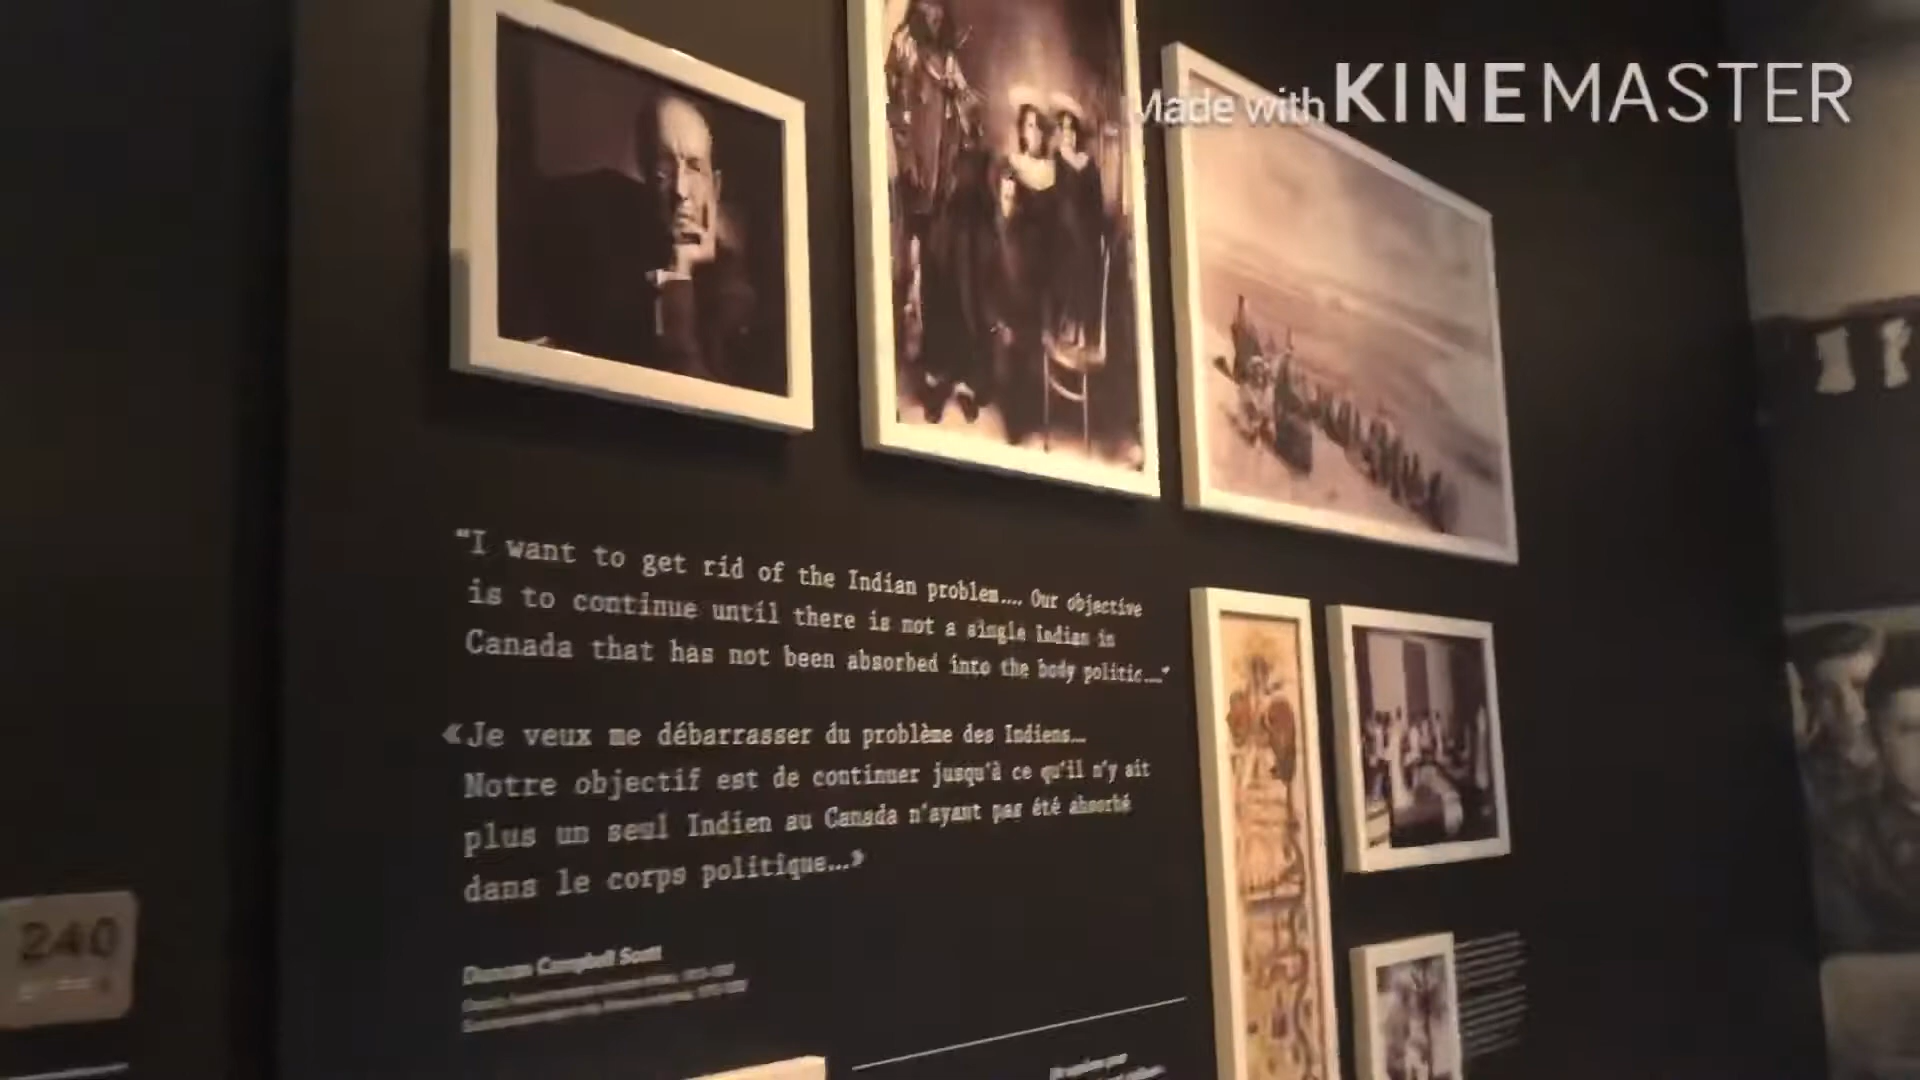 Made with KINEMASTER
"I want to get rid of the Indian problem.... Our objective
is to continue until there is not a single Indian in
Canada that has not been absorbed into the body politic...."
«Je veux me débarrasser du problème des Indiens...
Notre objectif est de continuer jusqu'à ce qu'il n'y ait
plus un seul Indien au Canada n'ayant pas été absorbé
dans le corps politique...»
Duncan Campbell Scott
240